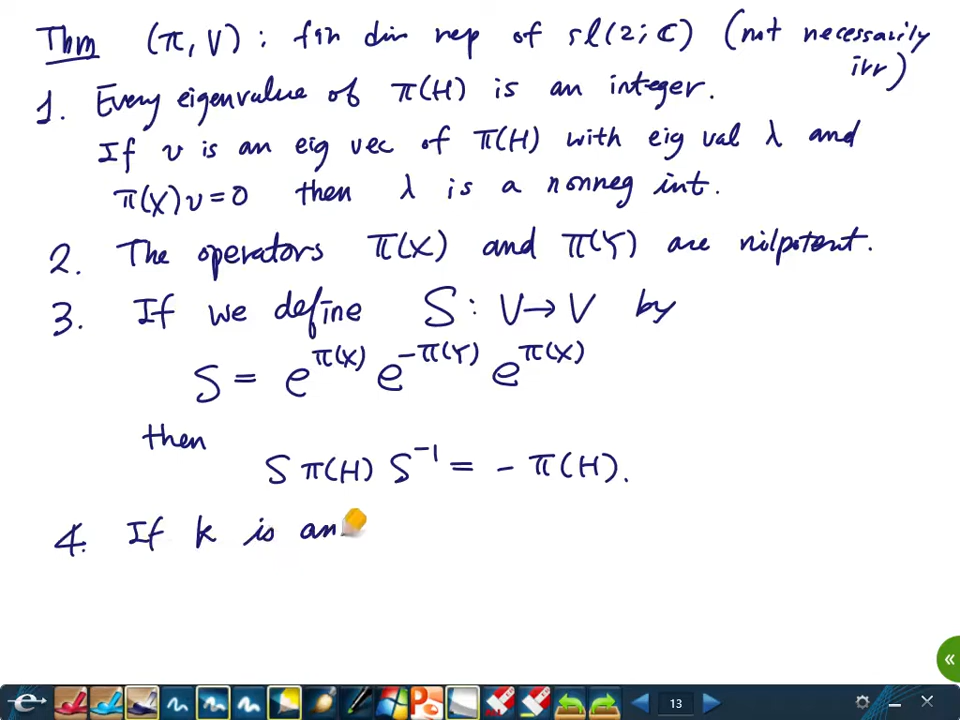 Thm (π, V) : fin dim rep of sl(2; ℂ) (not necessarily
irr)
1. Every eigenvalue of π(H) is an integer.
If v is an eig vec of π(H) with eig val λ and
π(X)v = 0 then λ is a nonneg int.
2. The operators π(X) and π(Y) are nilpotent.
3. If we define S : V → V by
S = e^{π(X)} e^{-π(Y)} e^{π(X)}
then
S π(H) S^{-1} = - π(H).
4. If k is an
13